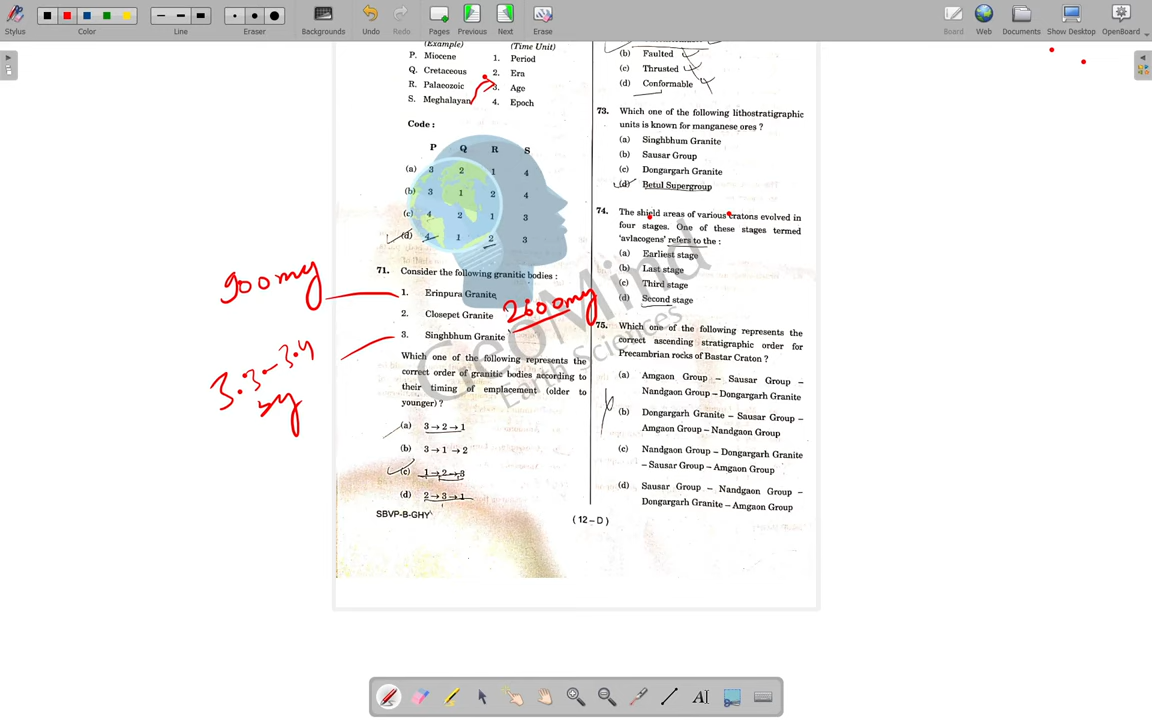 Stylus
Color
Line
Eraser
Backgrounds
Undo
Redo
Pages
Previous
Next
Erase
Board
Web
Documents
Show Desktop
OpenBoard
(Example) (Time Unit)
P. Miocene 1. Period
Q. Cretaceous 2. Era
R. Palaeozoic 3. Age
S. Meghalayan 4. Epoch
Code :
P Q R S
(a) 3 2 1 4
(b) 3 1 2 4
(c) 4 2 1 3
(d) 4 1 2 3
71. Consider the following granitic bodies :
900my
1. Erinpura Granite
2. Closepet Granite
2600my
3. Singhbhum Granite
3.3-3.4
by
Which one of the following represents the
correct order of granitic bodies according to
their timing of emplacement (older to
younger) ?
(a) 3 → 2 → 1
(b) 3 → 1 → 2
(c) 1 → 2 → 3
(d) 2 → 3 → 1
SBVP-B-GHY
(b) Faulted
(c) Thrusted
(d) Conformable
73. Which one of the following lithostratigraphic
units is known for manganese ores ?
(a) Singhbhum Granite
(b) Sausar Group
(c) Dongargarh Granite
(d) Betul Supergroup
74. The shield areas of various cratons evolved in
four stages. One of these stages termed
'avlacogens' refers to the :
(a) Earliest stage
(b) Last stage
(c) Third stage
(d) Second stage
75. Which one of the following represents the
correct ascending stratigraphic order for
Precambrian rocks of Bastar Craton ?
(a) Amgaon Group – Sausar Group –
Nandgaon Group – Dongargarh Granite
(b) Dongargarh Granite – Sausar Group –
Amgaon Group – Nandgaon Group
(c) Nandgaon Group – Dongargarh Granite
– Sausar Group – Amgaon Group
(d) Sausar Group – Nandgaon Group –
Dongargarh Granite – Amgaon Group
(12–D)
GeoMind
Earth Sciences